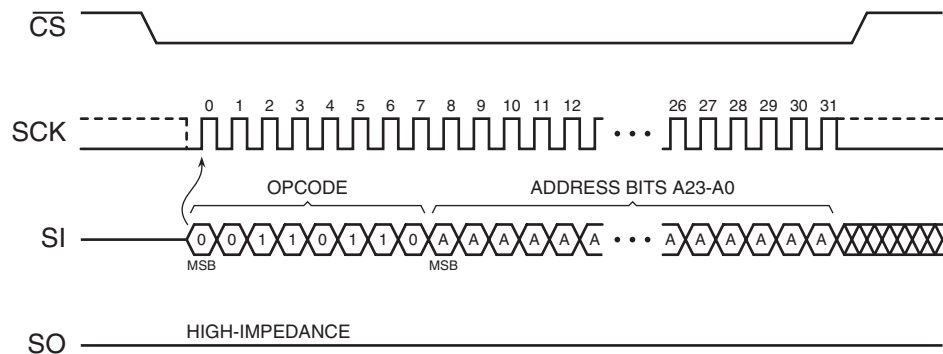 CS
0 1 2 3 4 5 6 7 8 9 10 11 12 26 27 28 29 30 31
SCK
OPCODE ADDRESS BITS A23-A0
SI 0 0 1 1 0 1 1 0 A A A A A A A A A A A A
MSB MSB
HIGH-IMPEDANCE
SO